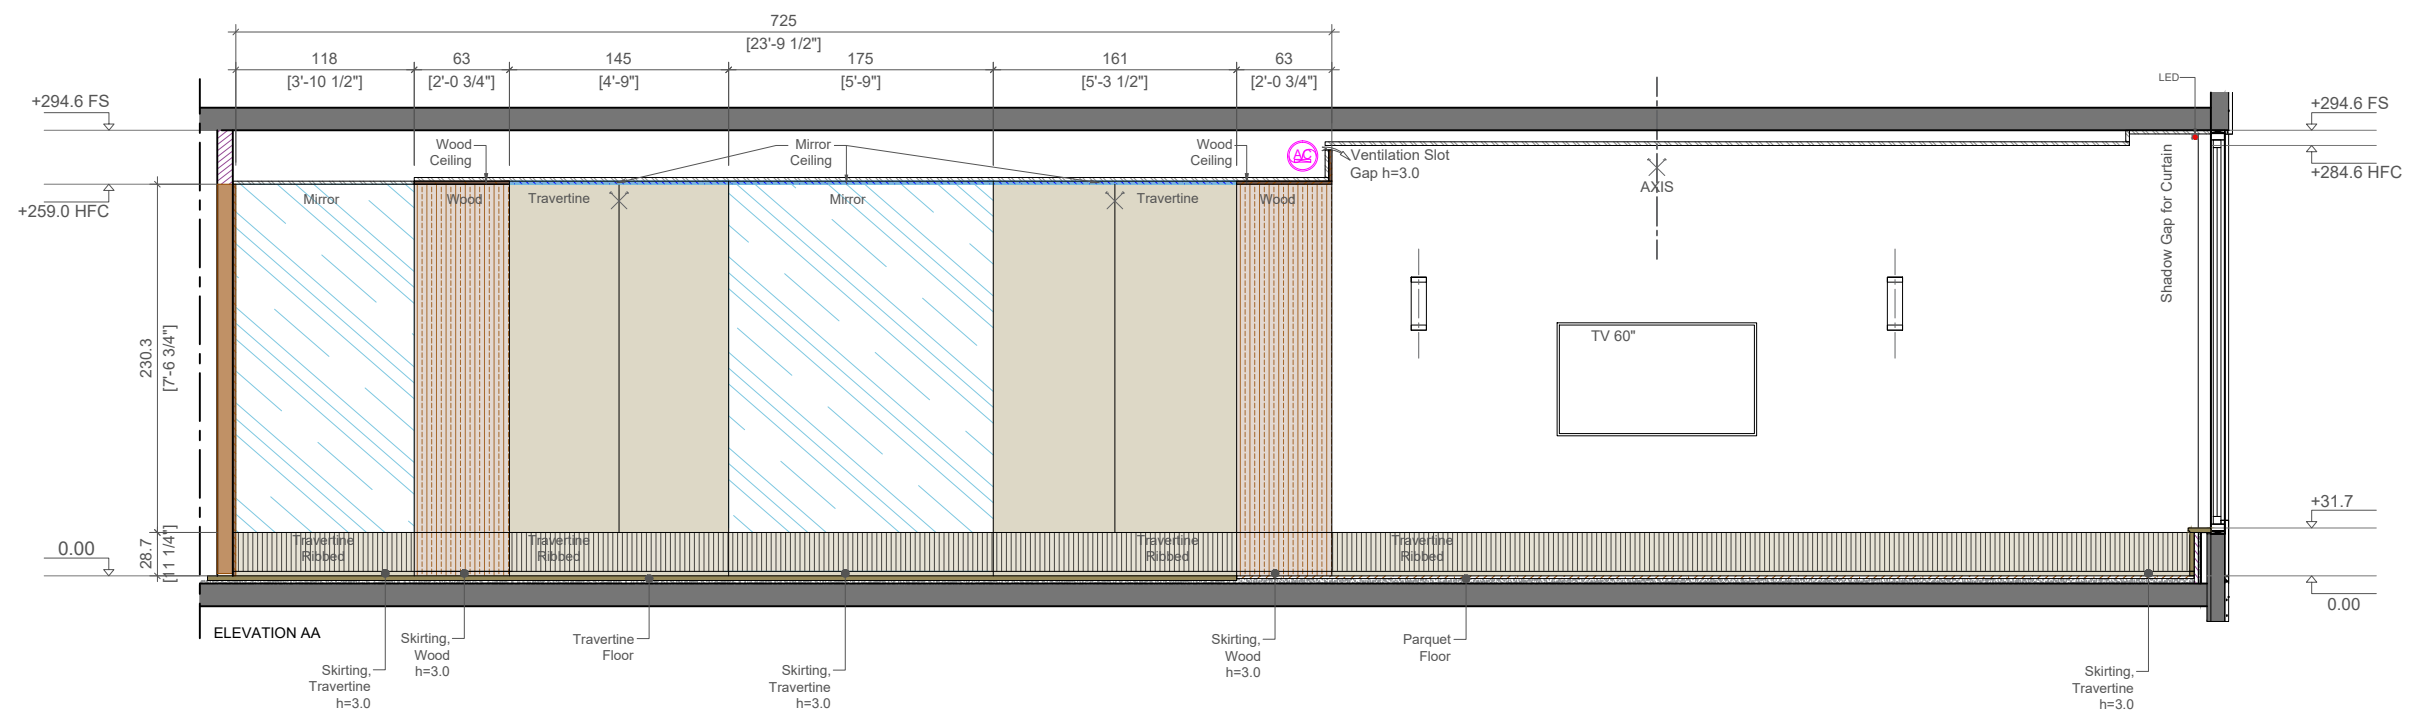 725
[23'-9 1/2"]
118
63
145
175
161
63
[3'-10 1/2"]
[2'-0 3/4"]
[4'-9"]
[5'-9"]
[5'-3 1/2"]
[2'-0 3/4"]
LED
+294.6 FS
+294.6 FS
Wood
Ceiling
Mirror
Ceiling
Wood
Ceiling
AC
Ventilation Slot
Gap h=3.0
+284.6 HFC
AXIS
Shadow Gap for Curtain
+259.0 HFC
Mirror
Wood
Travertine
Mirror
Travertine
Wood
230.3
[7'-6 3/4"]
TV 60"
+31.7
28.7
[11 1/4"]
0.00
Travertine
Ribbed
Travertine
Ribbed
Travertine
Ribbed
Travertine
Ribbed
0.00
ELEVATION AA
Skirting,
Wood
h=3.0
Travertine
Floor
Skirting,
Wood
h=3.0
Parquet
Floor
Skirting,
Travertine
h=3.0
Skirting,
Travertine
h=3.0
Skirting,
Travertine
h=3.0